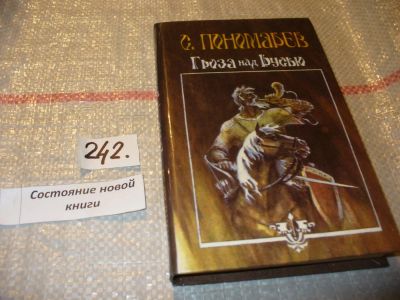 С. ПОНОМАРЕВ
Гроза над Русью
242.
Состояние новой
книги